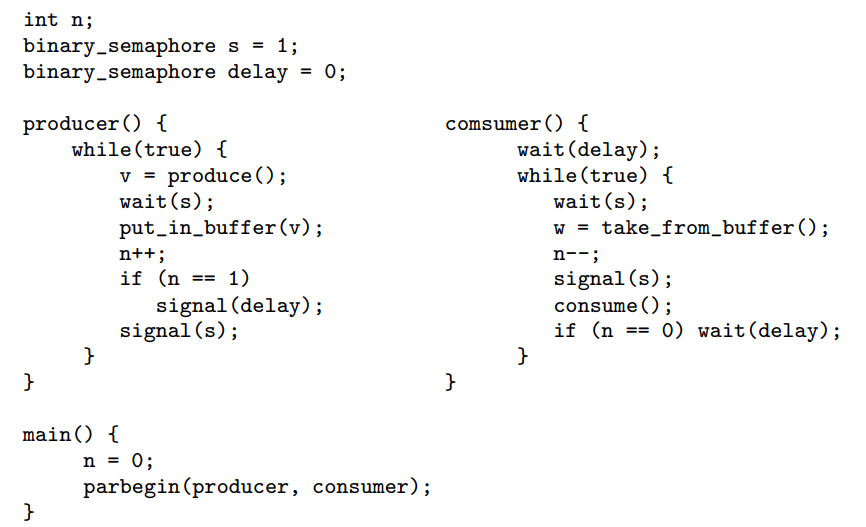 int n;
binary_semaphore s = 1;
binary_semaphore delay = 0;
producer() {
while(true) {
v = produce();
wait(s);
put_in_buffer(v);
n++;
if (n == 1)
signal(delay);
signal(s);
}
}
comsumer() {
wait(delay);
while(true) {
wait(s);
w = take_from_buffer();
n--;
signal(s);
consume();
if (n == 0) wait(delay);
}
}
main() {
n = 0;
parbegin(producer, consumer);
}